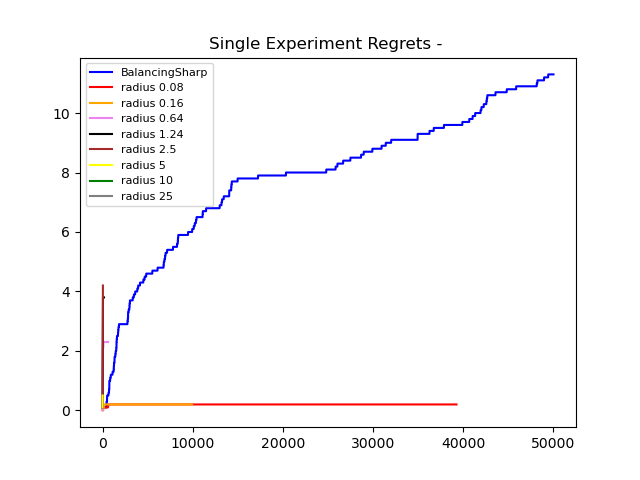 Single Experiment Regrets -
BalancingSharp
radius 0.08
radius 0.16
radius 0.64
radius 1.24
radius 2.5
radius 5
radius 10
radius 25
10
8
6
4
2
0
0 10000 20000 30000 40000 50000